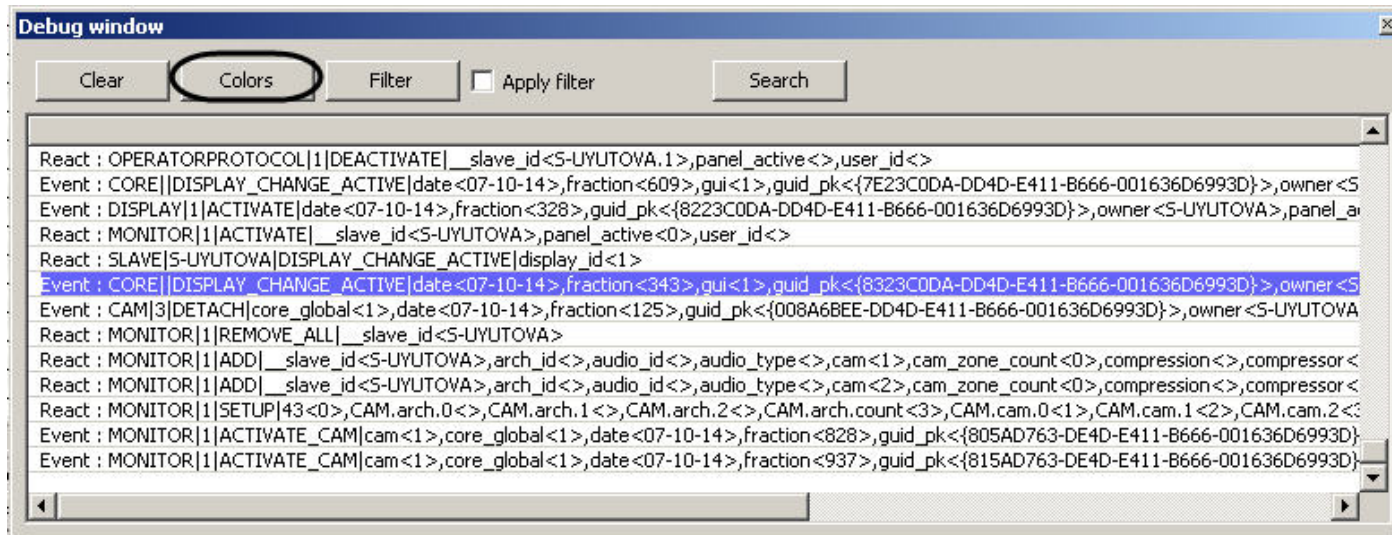 Debug window
Clear Colors Filter Apply filter Search
React : OPERATORPROTOCOL|1|DEACTIVATE|__slave_id<S-UYUTOVA.1>,panel_active<>,user_id<>
Event : CORE||DISPLAY_CHANGE_ACTIVE|date<07-10-14>,fraction<609>,gui<1>,guid_pk<{7E23C0DA-DD4D-E411-B666-001636D6993D}>,owner<S
Event : DISPLAY|1|ACTIVATE|date<07-10-14>,fraction<328>,guid_pk<{8223C0DA-DD4D-E411-B666-001636D6993D}>,owner<S-UYUTOVA>,panel_a
React : MONITOR|1|ACTIVATE|__slave_id<S-UYUTOVA>,panel_active<0>,user_id<>
React : SLAVE|S-UYUTOVA|DISPLAY_CHANGE_ACTIVE|display_id<1>
Event : CORE||DISPLAY_CHANGE_ACTIVE|date<07-10-14>,fraction<343>,gui<1>,guid_pk<{8323C0DA-DD4D-E411-B666-001636D6993D}>,owner<S
Event : CAM|3|DETACH|core_global<1>,date<07-10-14>,fraction<125>,guid_pk<{008A6BEE-DD4D-E411-B666-001636D6993D}>,owner<S-UYUTOVA
React : MONITOR|1|REMOVE_ALL|__slave_id<S-UYUTOVA>
React : MONITOR|1|ADD|__slave_id<S-UYUTOVA>,arch_id<>,audio_id<>,audio_type<>,cam<1>,cam_zone_count<0>,compression<>,compressor<
React : MONITOR|1|ADD|__slave_id<S-UYUTOVA>,arch_id<>,audio_id<>,audio_type<>,cam<2>,cam_zone_count<0>,compression<>,compressor<
React : MONITOR|1|SETUP|43<0>,CAM.arch.0<>,CAM.arch.1<>,CAM.arch.2<>,CAM.arch.count<3>,CAM.cam.0<1>,CAM.cam.1<2>,CAM.cam.2<3
Event : MONITOR|1|ACTIVATE_CAM|cam<1>,core_global<1>,date<07-10-14>,fraction<828>,guid_pk<{805AD763-DE4D-E411-B666-001636D6993D}
Event : MONITOR|1|ACTIVATE_CAM|cam<1>,core_global<1>,date<07-10-14>,fraction<937>,guid_pk<{815AD763-DE4D-E411-B666-001636D6993D}